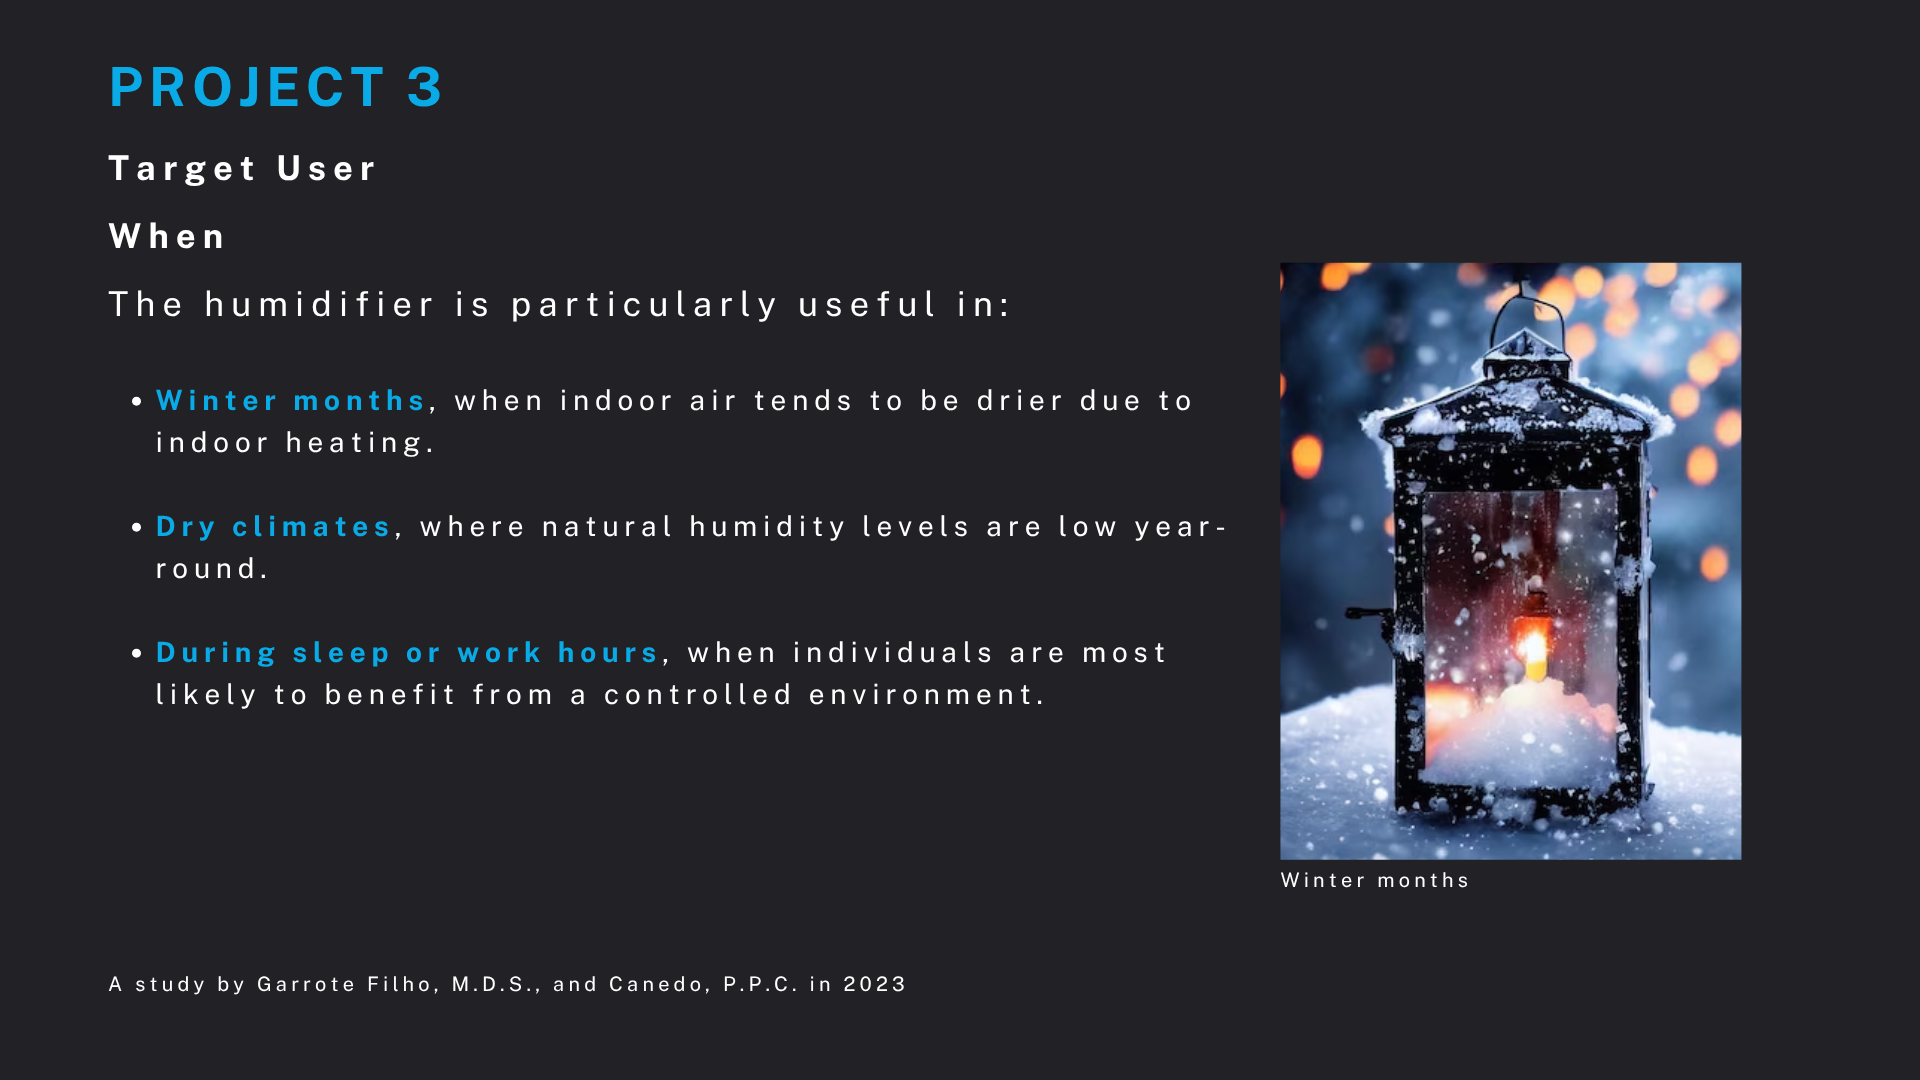 PROJECT 3
Target User
When
The humidifier is particularly useful in:
• Winter months, when indoor air tends to be drier due to
indoor heating.
• Dry climates, where natural humidity levels are low year-
round.
• During sleep or work hours, when individuals are most
likely to benefit from a controlled environment.
Winter months
A study by Garrote Filho, M.D.S., and Canedo, P.P.C. in 2023